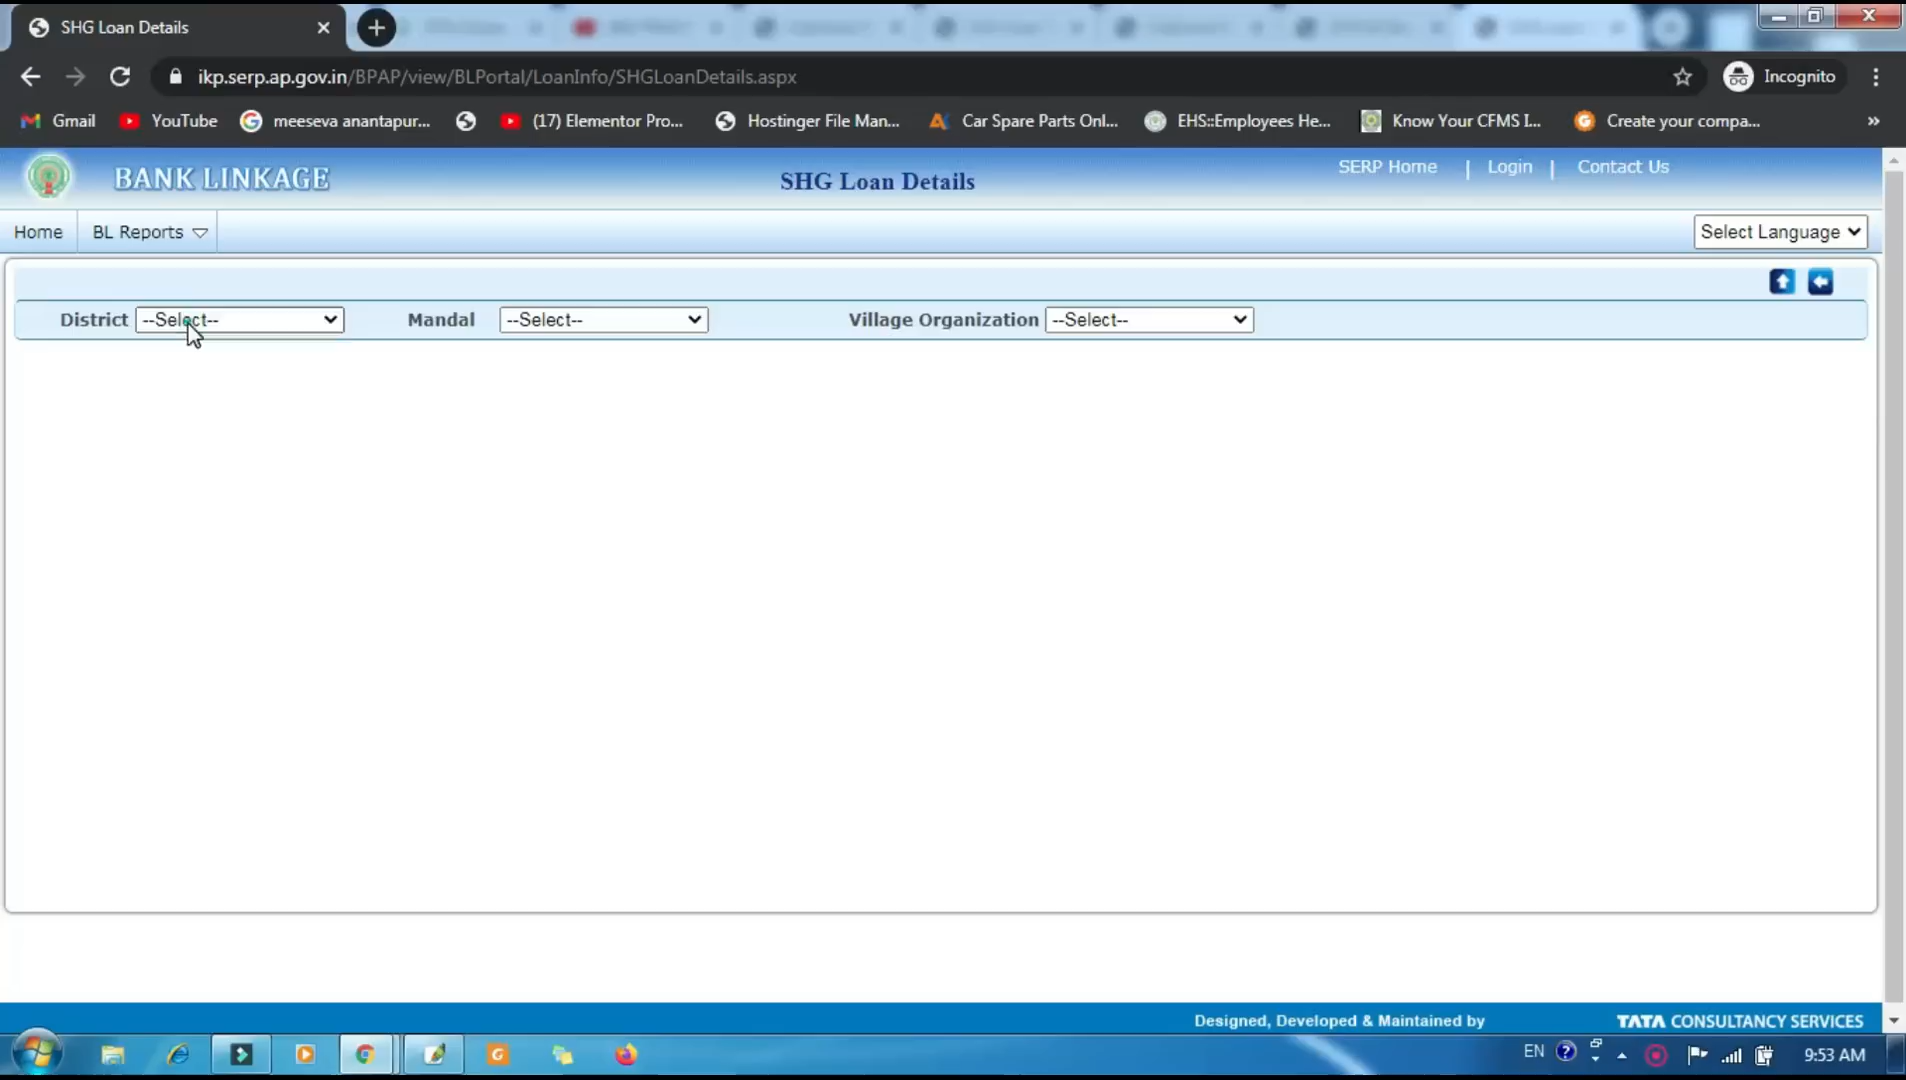 SHG Loan Details
ikp.serp.ap.gov.in/BPAP/view/BLPortal/LoanInfo/SHGLoanDetails.aspx
Incognito
Gmail YouTube meeseva anantapur... (17) Elementor Pro... Hostinger File Man... Car Spare Parts Onl... EHS::Employees He... Know Your CFMS I... Create your compa... »
BANK LINKAGE SHG Loan Details SERP Home | Login | Contact Us
Home BL Reports Select Language
District --Select-- Mandal --Select-- Village Organization --Select--
Designed, Developed & Maintained by TATA CONSULTANCY SERVICES
EN 9:53 AM